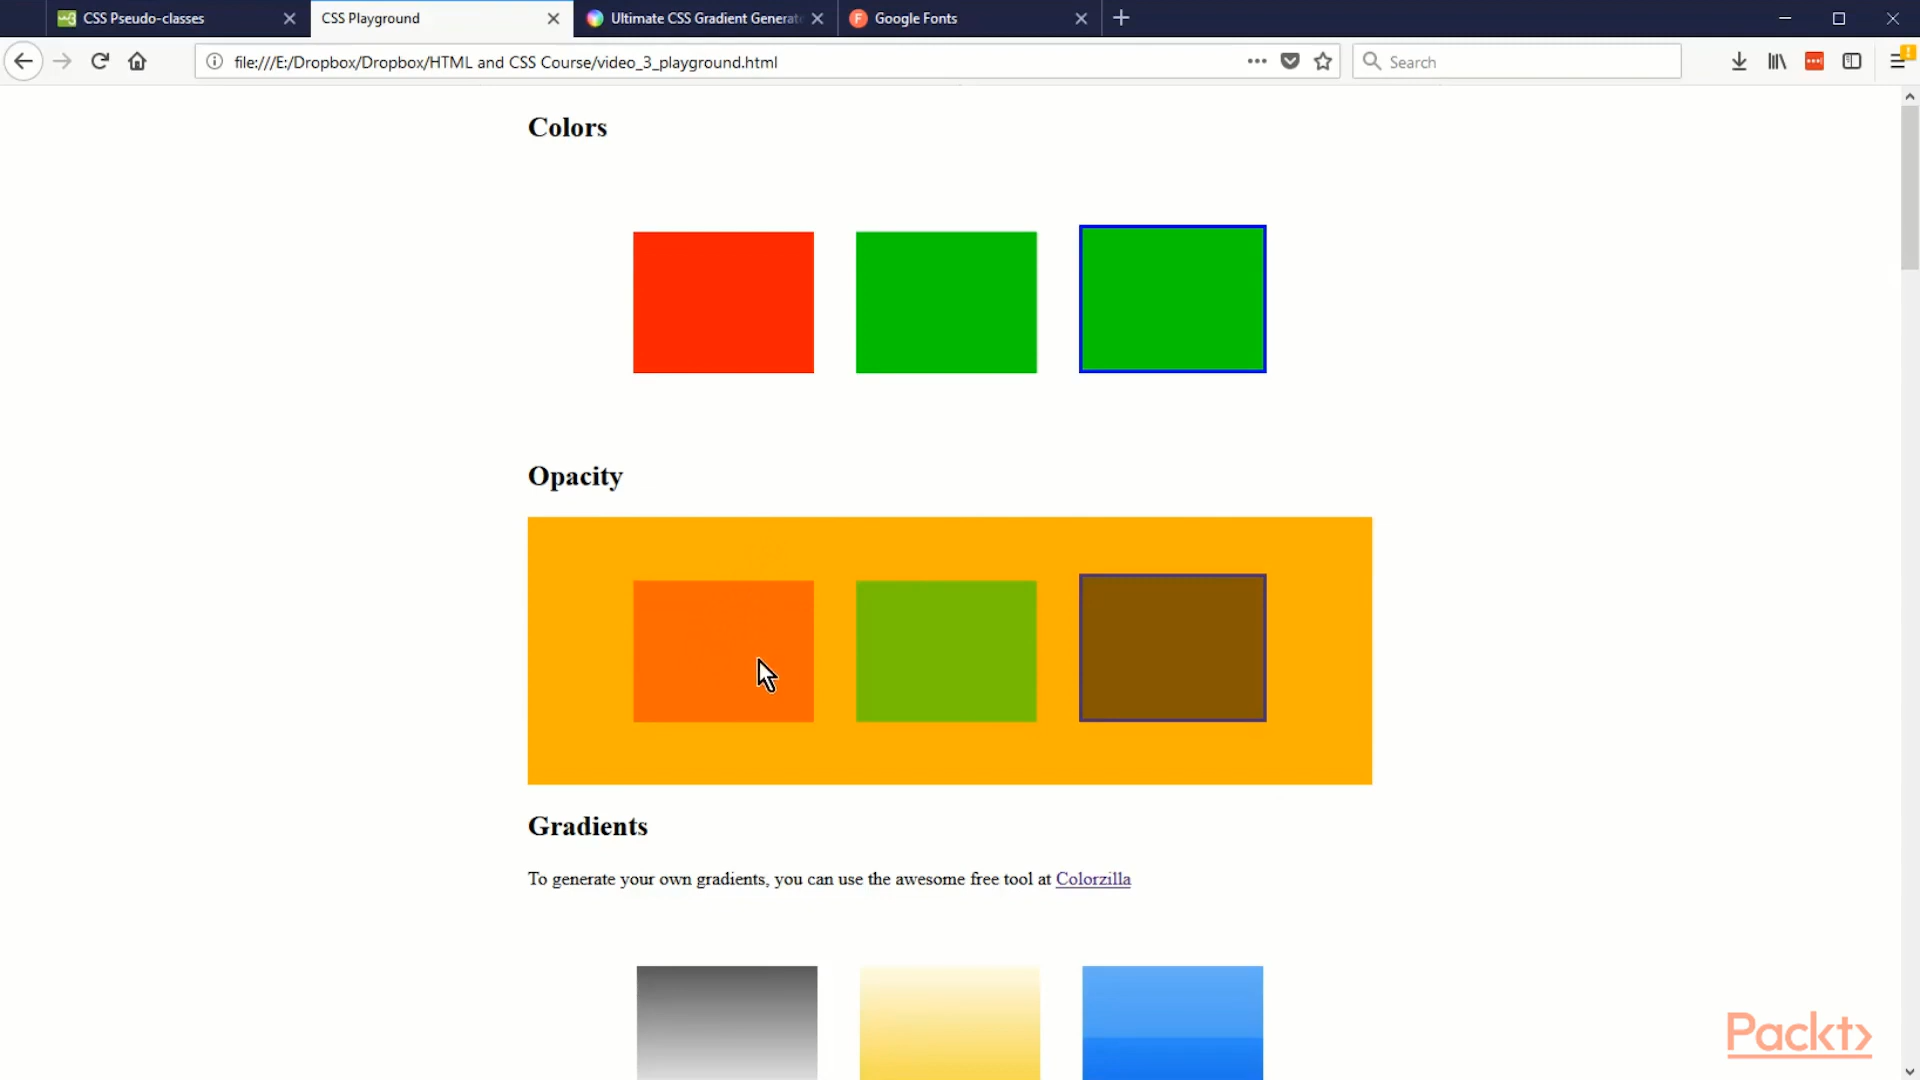 CSS Pseudo-classes
CSS Playground
Ultimate CSS Gradient Generat
Google Fonts
file:///E:/Dropbox/Dropbox/HTML and CSS Course/video_3_playground.html
Search
Colors
Opacity
Gradients
To generate your own gradients, you can use the awesome free tool at Colorzilla
Packt